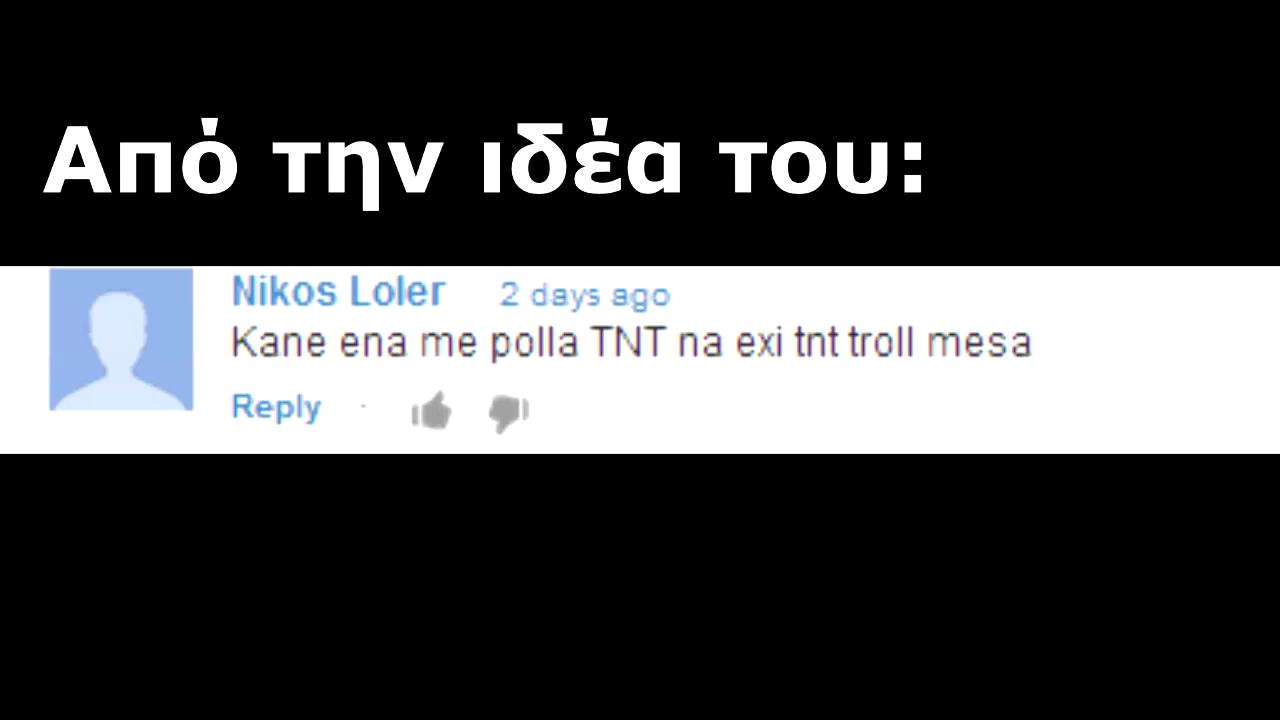 Από την ιδέα του:
Nikos Loler 2 days ago
Kane ena me polla TNT na exi tnt troll mesa
Reply ·